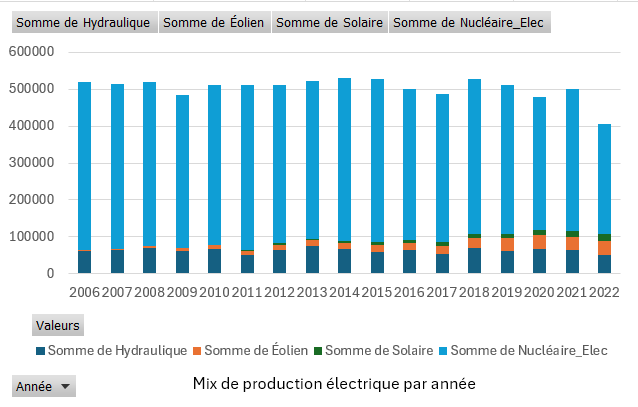 Somme de Hydraulique Somme de Éolien Somme de Solaire Somme de Nucléaire_Elec
600000
500000
400000
300000
200000
100000
0
2006 2007 2008 2009 2010 2011 2012 2013 2014 2015 2016 2017 2018 2019 2020 2021 2022
Valeurs
Somme de Hydraulique Somme de Éolien Somme de Solaire Somme de Nucléaire_Elec
Année Mix de production électrique par année